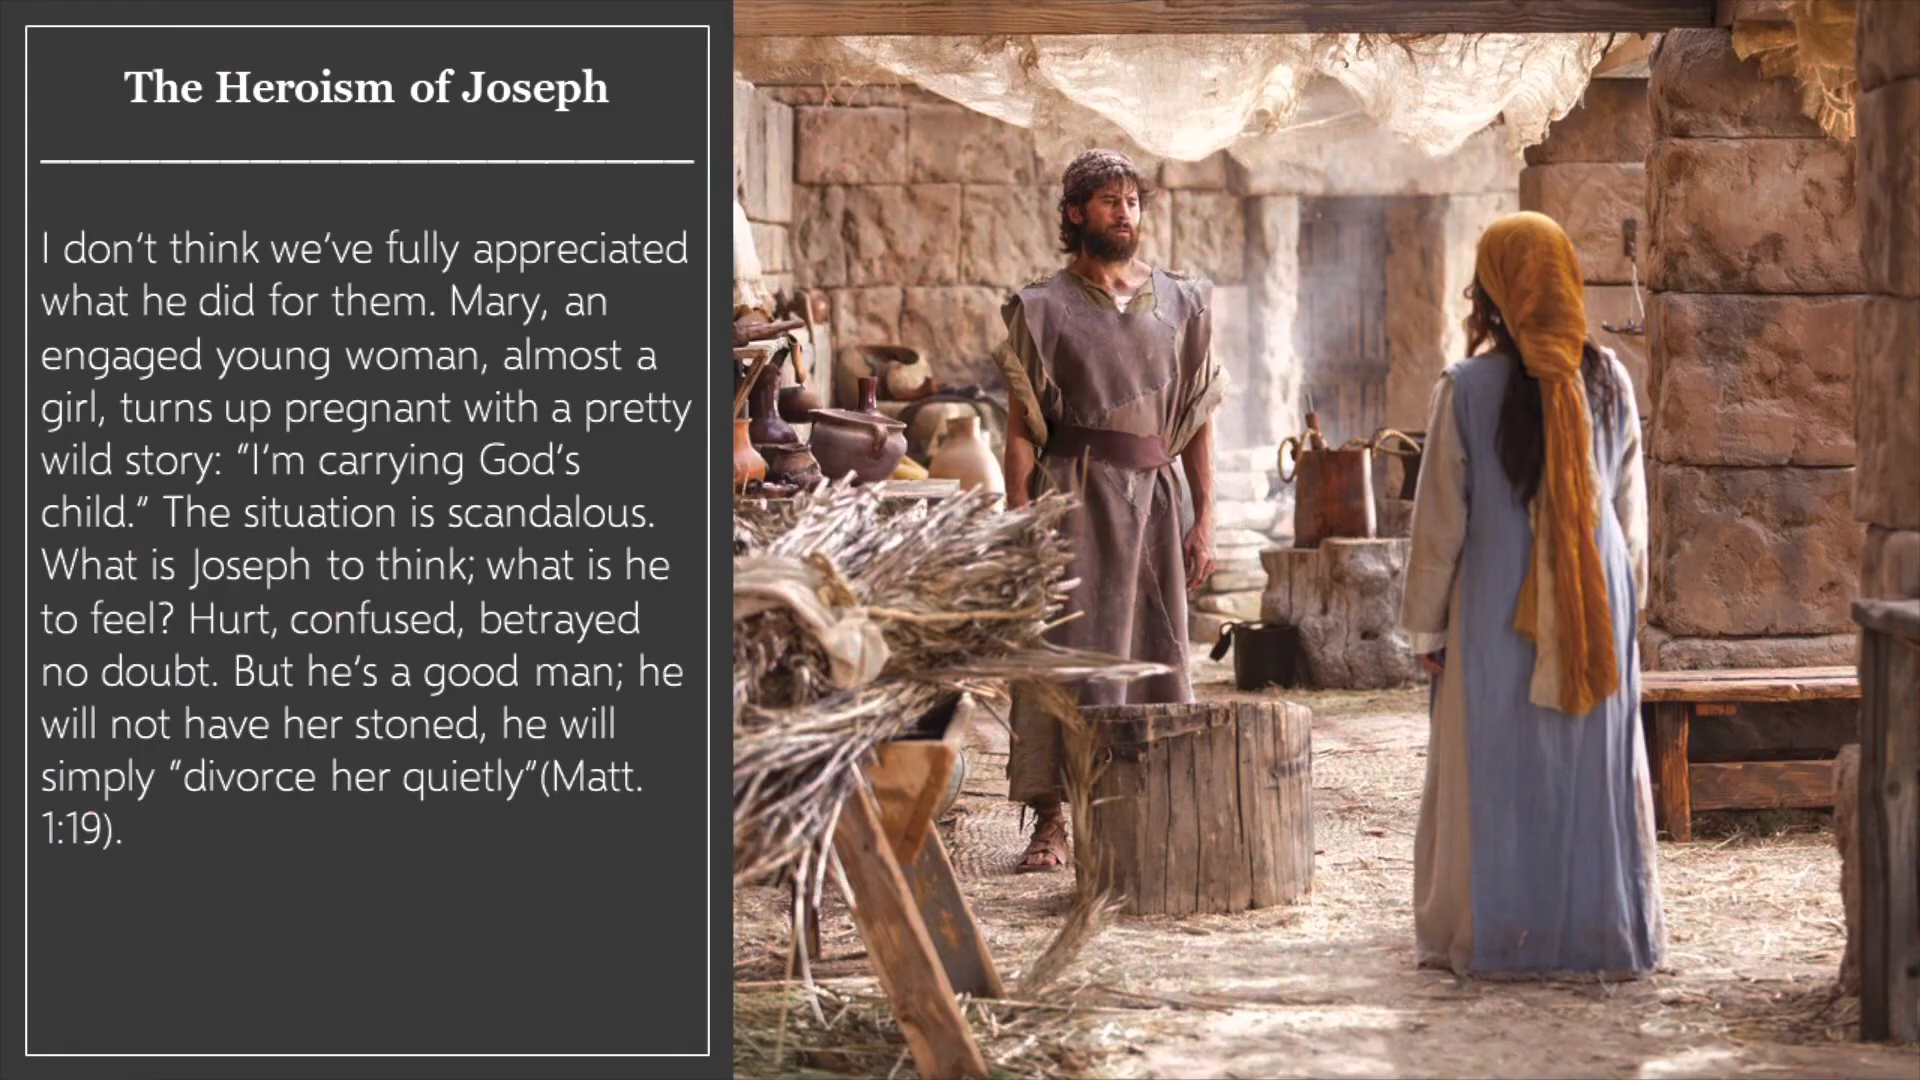 The Heroism of Joseph
I don't think we've fully appreciated
what he did for them. Mary, an
engaged young woman, almost a
girl, turns up pregnant with a pretty
wild story: "I'm carrying God's
child." The situation is scandalous.
What is Joseph to think; what is he
to feel? Hurt, confused, betrayed
no doubt. But he's a good man; he
will not have her stoned, he will
simply "divorce her quietly"(Matt.
1:19).